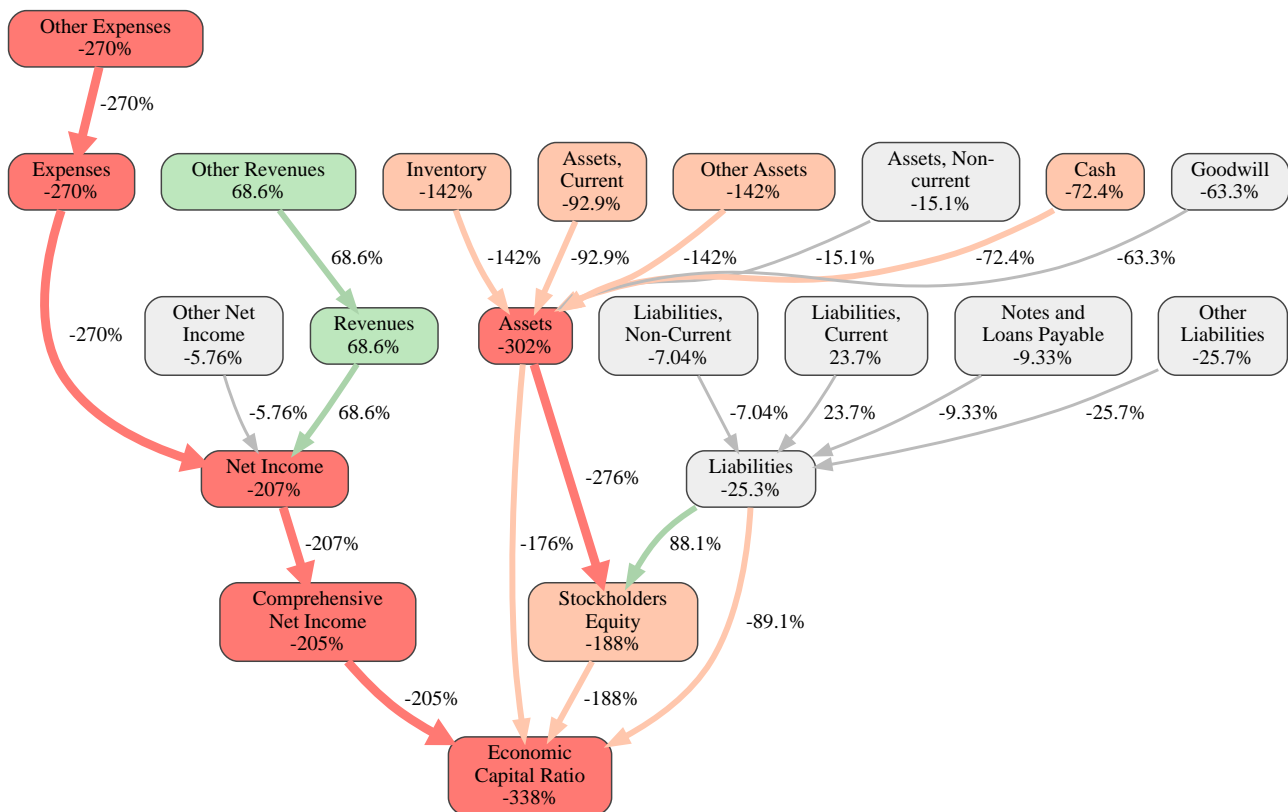 Other Expenses
-270%
-270%
Expenses
-270%
Other Revenues
68.6%
Inventory
-142%
Assets,
Current
-92.9%
Other Assets
-142%
Assets, Non-
current
-15.1%
Cash
-72.4%
Goodwill
-63.3%
68.6%
-142%
-92.9%
-142%
-15.1%
-72.4%
-63.3%
-270%
Other Net
Income
-5.76%
Revenues
68.6%
Assets
-302%
Liabilities,
Non-Current
-7.04%
Liabilities,
Current
23.7%
Notes and
Loans Payable
-9.33%
Other
Liabilities
-25.7%
-5.76%
68.6%
-7.04%
23.7%
-9.33%
-25.7%
Net Income
-207%
-276%
Liabilities
-25.3%
-207%
-176%
88.1%
Comprehensive
Net Income
-205%
Stockholders
Equity
-188%
-89.1%
-205%
-188%
Economic
Capital Ratio
-338%